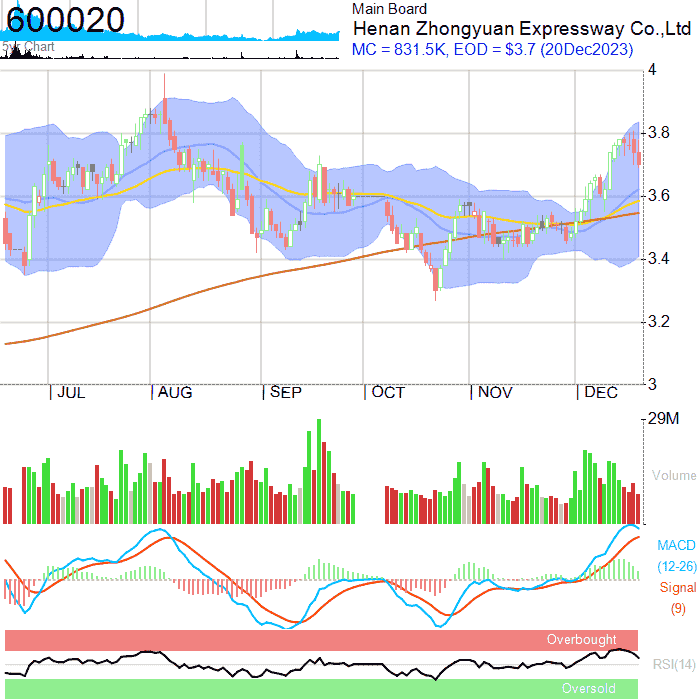 600020
5yr Chart
Main Board
Henan Zhongyuan Expressway Co.,Ltd
MC = 831.5K, EOD = $3.7 (20Dec2023)
4
3.8
3.6
3.4
3.2
3
JUL AUG SEP OCT NOV DEC
29M
Volume
MACD
(12-26)
Signal
(9)
Overbought
RSI(14)
Oversold